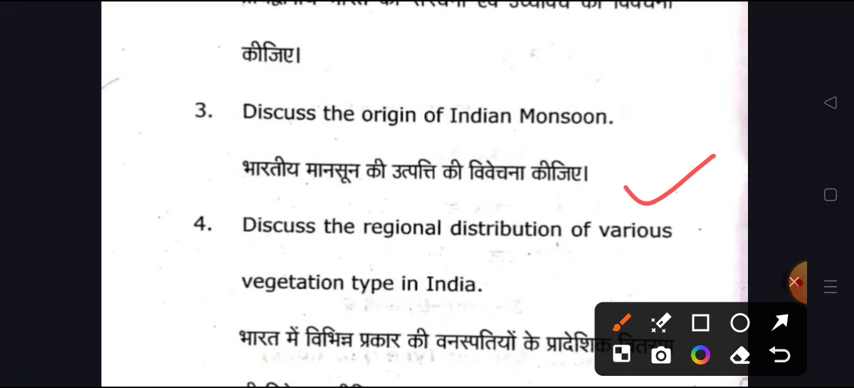 कीजिए।
3. Discuss the origin of Indian Monsoon.
भारतीय मानसून की उत्पत्ति की विवेचना कीजिए।
4. Discuss the regional distribution of various
vegetation type in India.
भारत में विभिन्न प्रकार की वनस्पतियों के प्रादेशिक वितरण